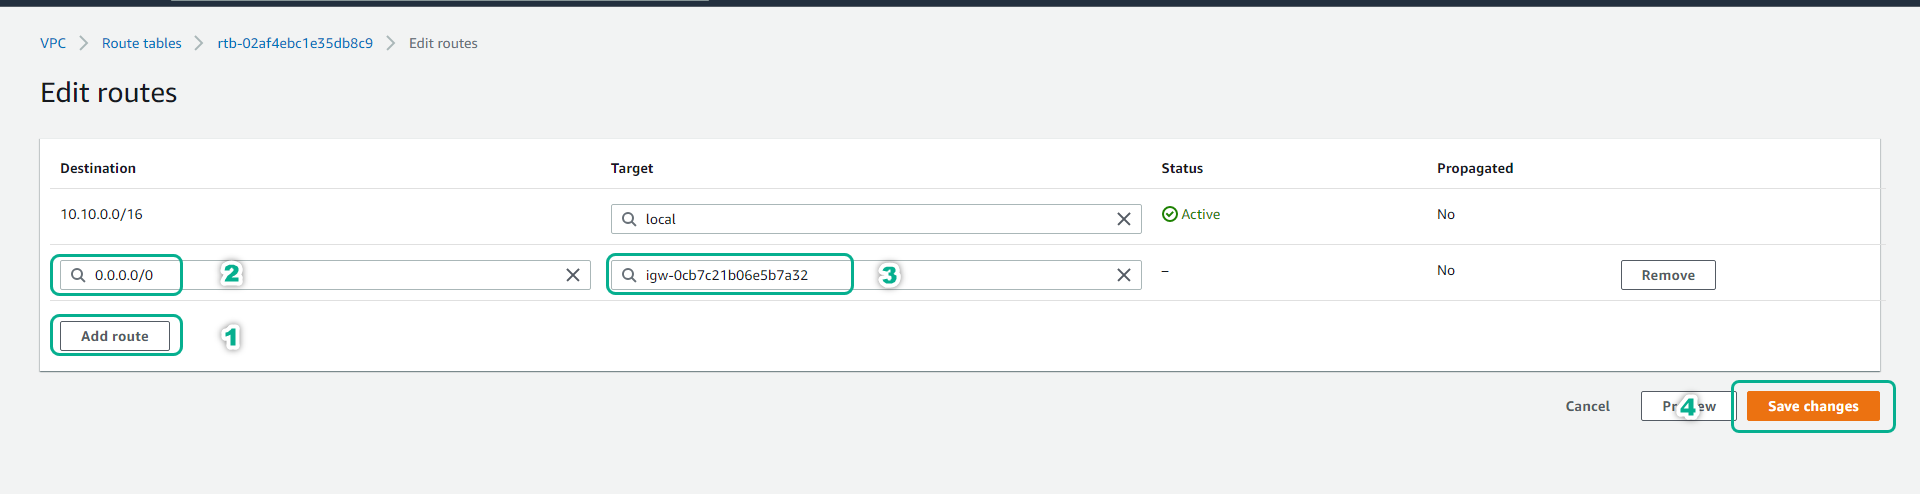 VPC > Route tables > rtb-02af4ebc1e35db8c9 > Edit routes
Edit routes
Destination Target Status Propagated
10.10.0.0/16 local Active No
0.0.0.0/0 2 igw-0cb7c21b06e5b7a32 3 – No Remove
Add route 1
Cancel Preview 4 Save changes